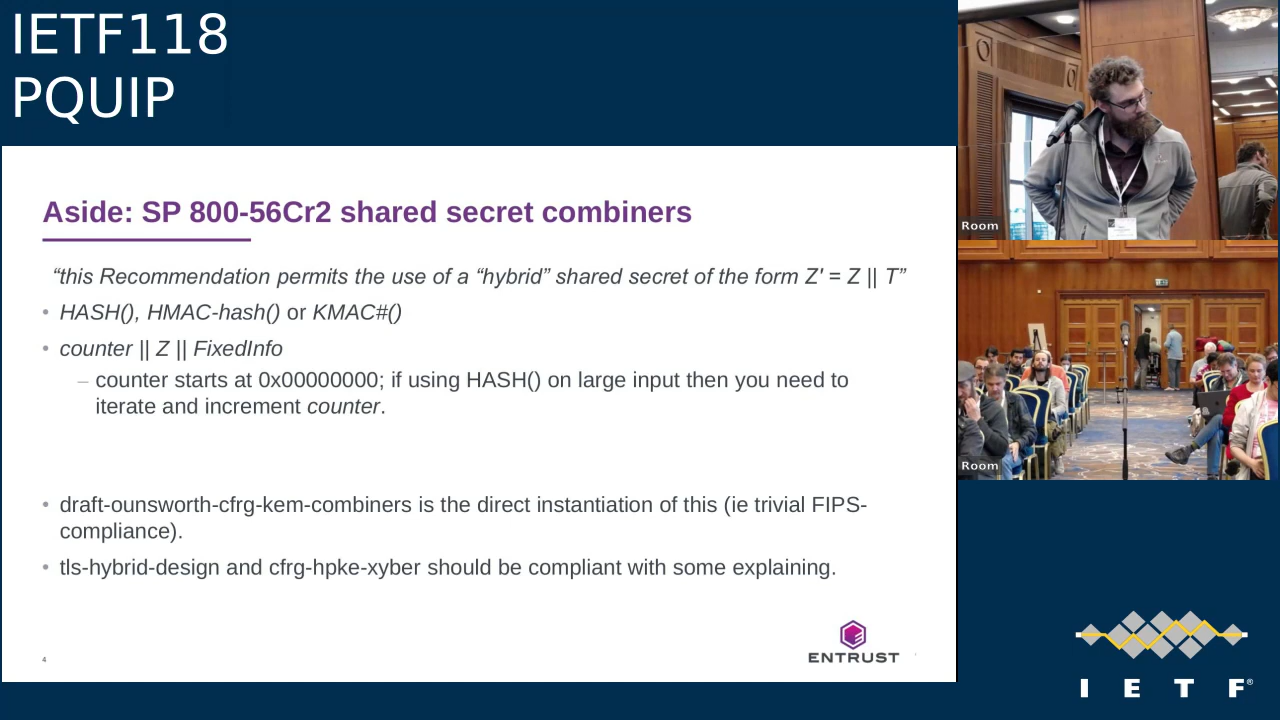 IETF118
PQUIP
Aside: SP 800-56Cr2 shared secret combiners
“this Recommendation permits the use of a “hybrid” shared secret of the form Z′ = Z || T”
• HASH(), HMAC-hash() or KMAC#()
• counter || Z || FixedInfo
– counter starts at 0x00000000; if using HASH() on large input then you need to
iterate and increment counter.
• draft-ounsworth-cfrg-kem-combiners is the direct instantiation of this (ie trivial FIPS-
compliance).
• tls-hybrid-design and cfrg-hpke-xyber should be compliant with some explaining.
4
ENTRUST
Room
Room
I E T F®